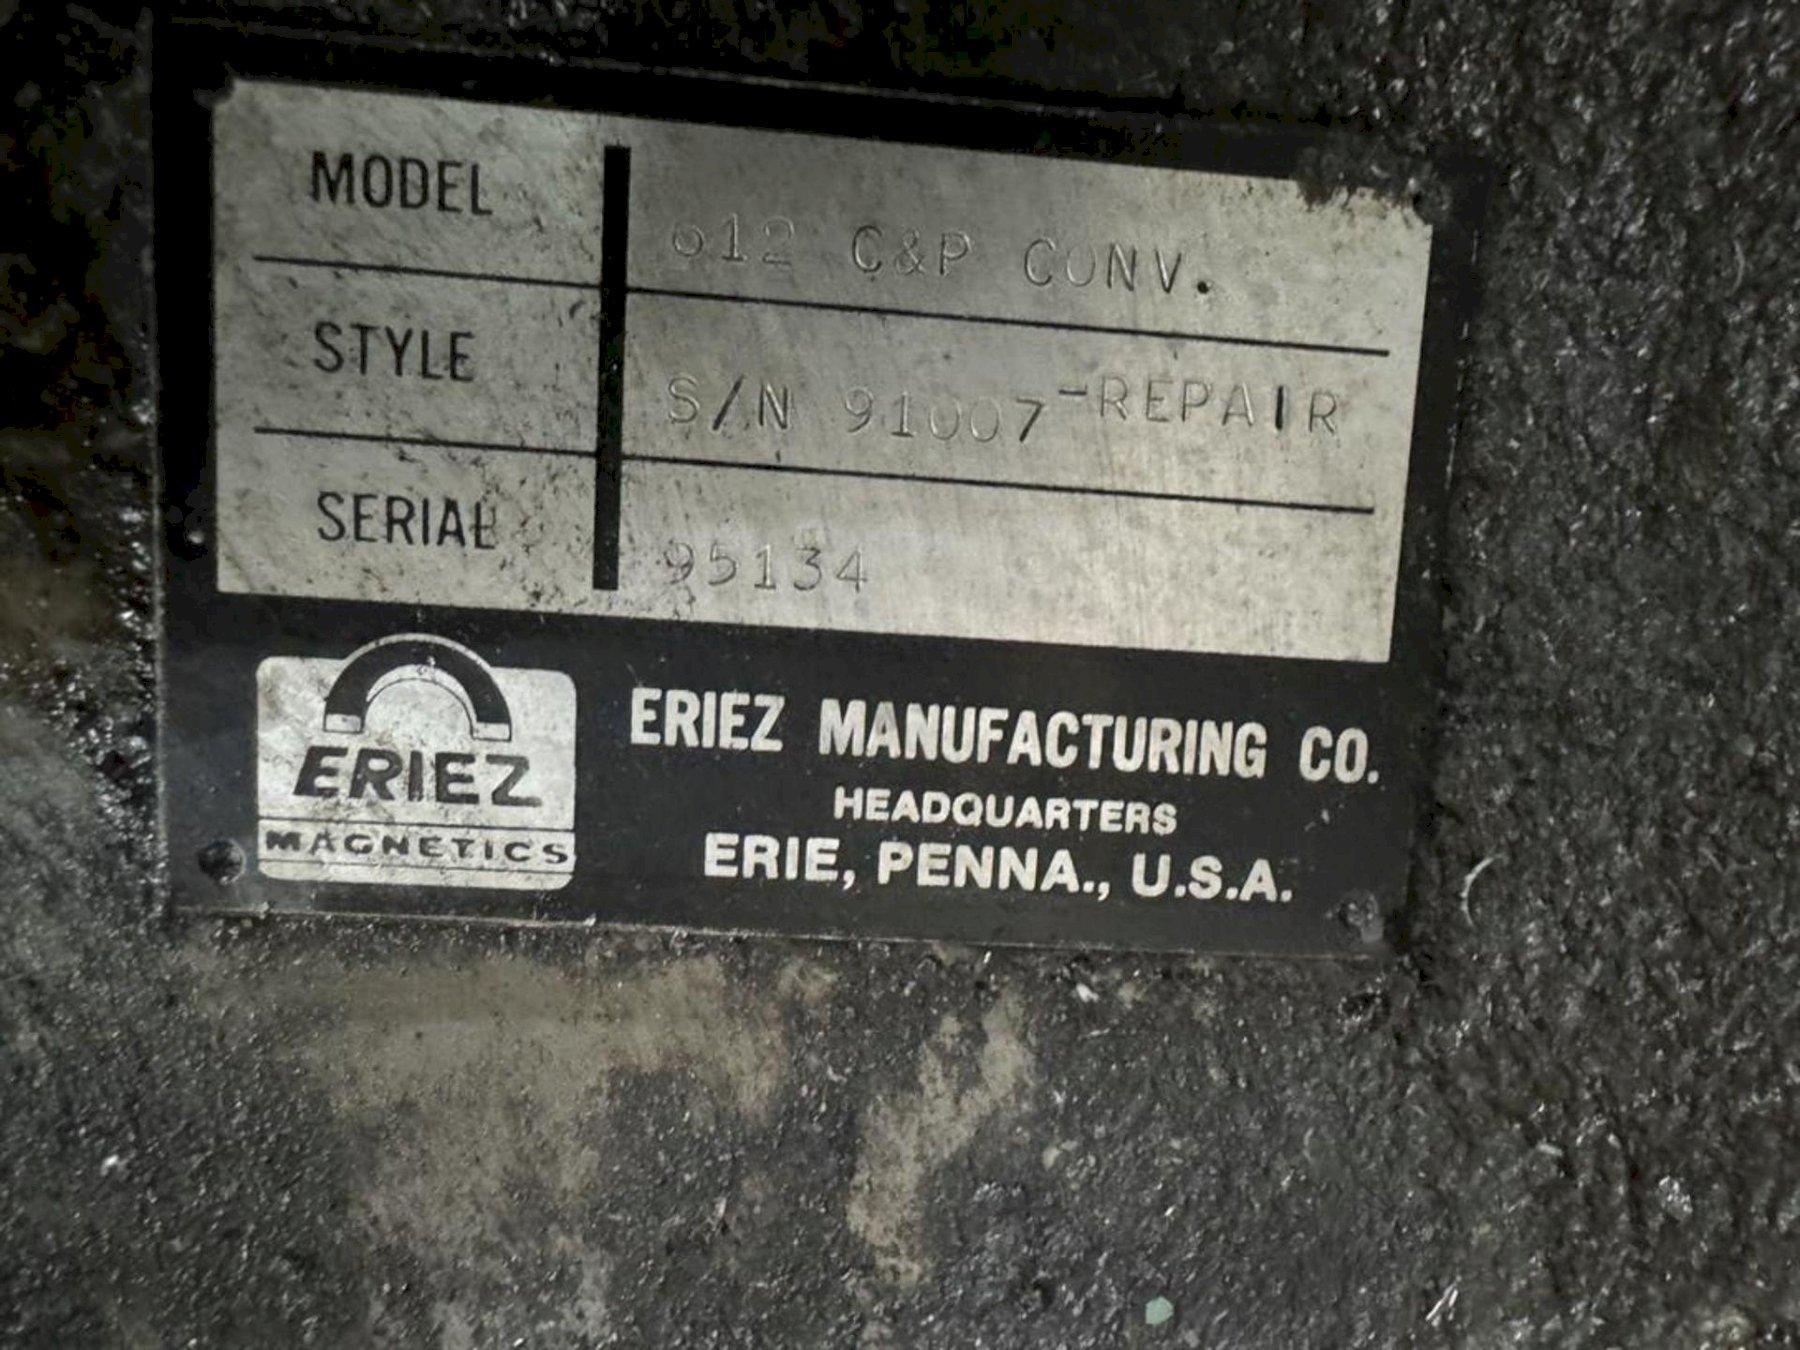 MODEL 612 C&P CONV.
STYLE S/N 91007-REPAIR
SERIAL 95134
ERIEZ
MAGNETICS
ERIEZ MANUFACTURING CO.
HEADQUARTERS
ERIE, PENNA., U.S.A.